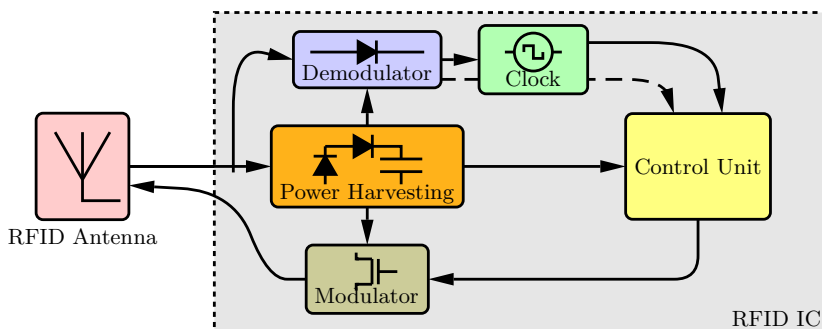 Demodulator
Clock
Power Harvesting
Control Unit
RFID Antenna
Modulator
RFID IC